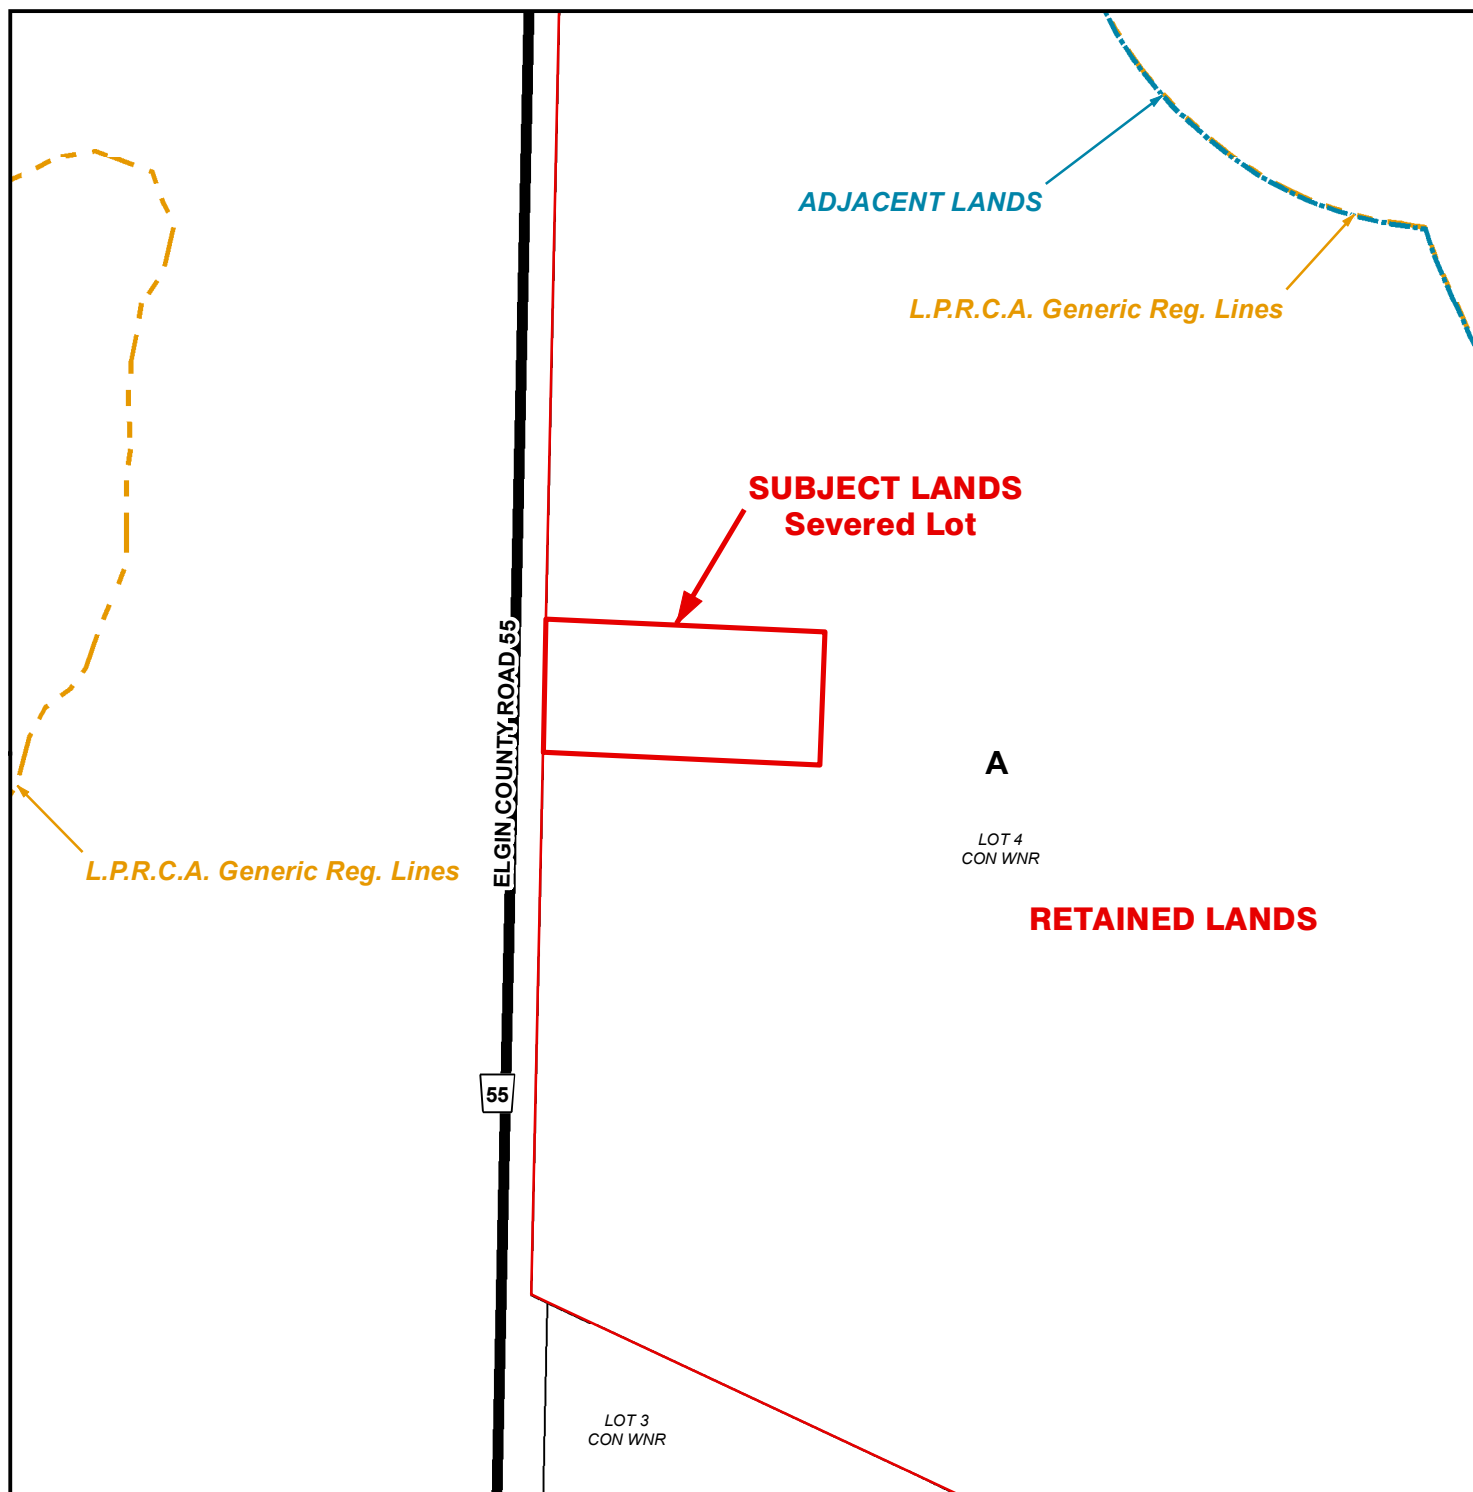 ADJACENT LANDS
L.P.R.C.A. Generic Reg. Lines
SUBJECT LANDS
Severed Lot
ELGIN COUNTY ROAD 55
A
LOT 4
CON WNR
L.P.R.C.A. Generic Reg. Lines
RETAINED LANDS
55
LOT 3
CON WNR